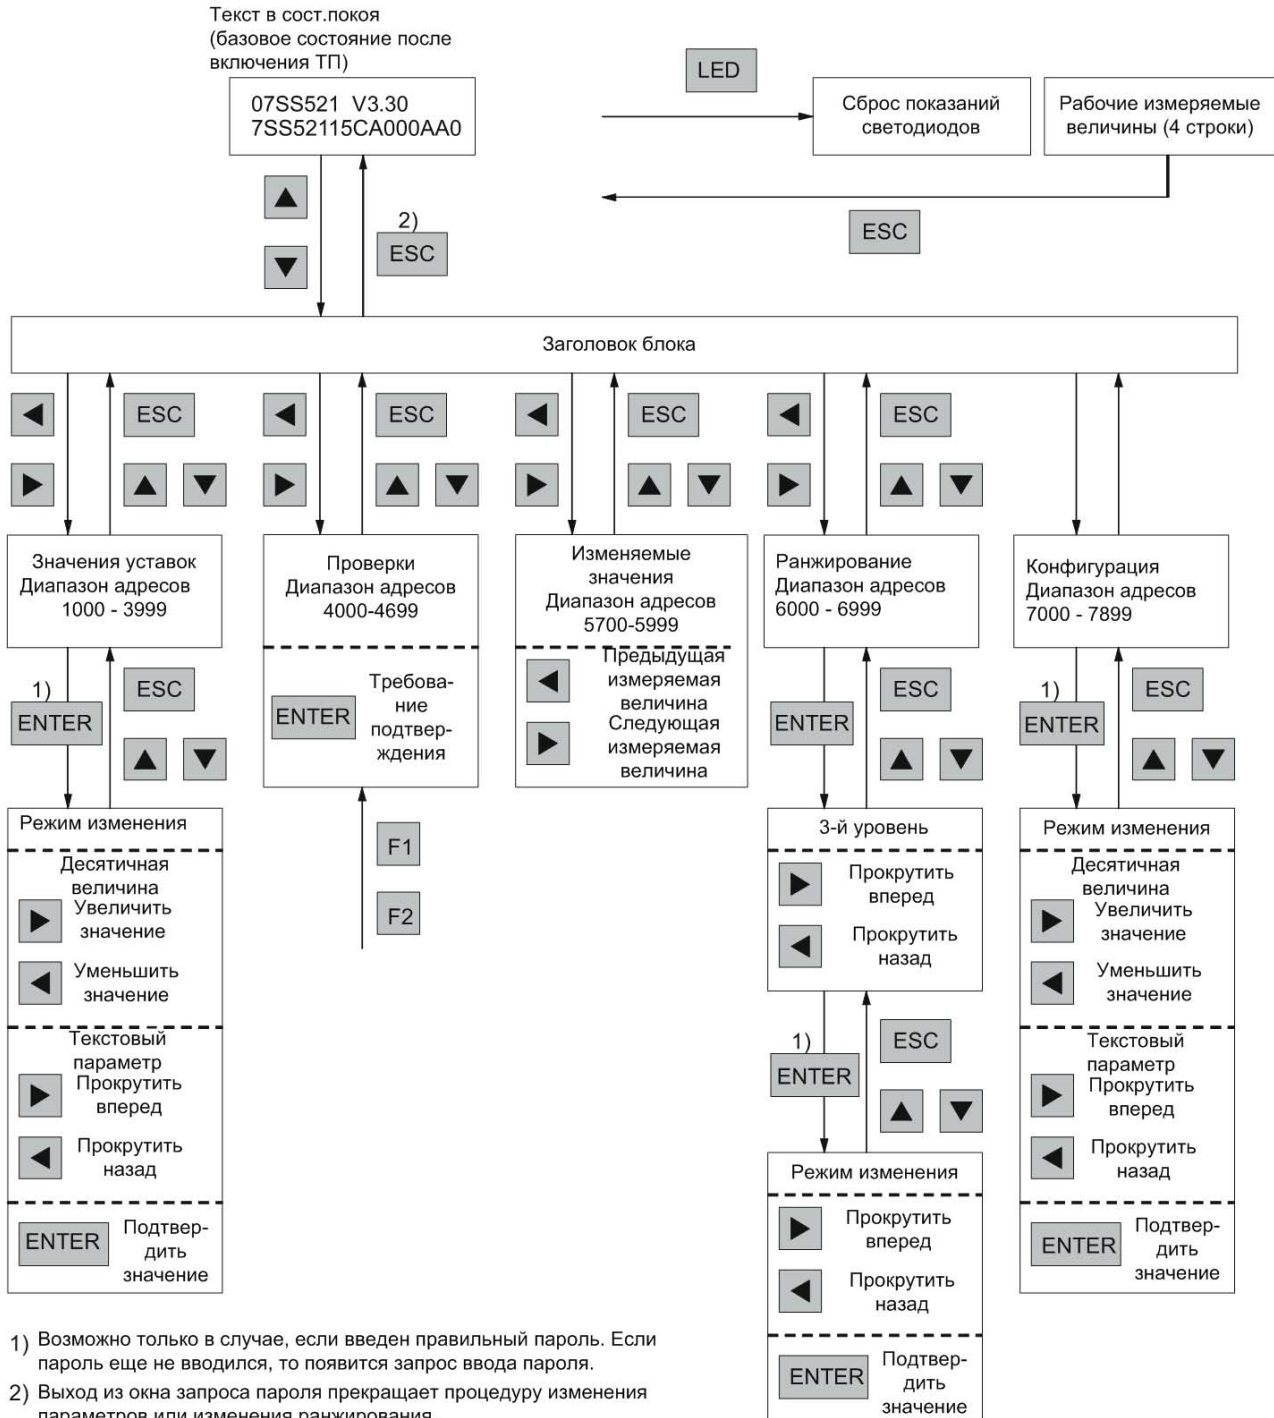 Текст в сост.покоя
(базовое состояние после
включения ТП)
07SS521 V3.30
7SS52115CA000AA0
LED
Сброс показаний
светодиодов
Рабочие измеряемые
величины (4 строки)
ESC
2)
ESC
Заголовок блока
ESC
ESC
ESC
ESC
Значения уставок
Диапазон адресов
1000 - 3999
Проверки
Диапазон адресов
4000-4699
Изменяемые
значения
Диапазон адресов
5700-5999
Ранжирование
Диапазон адресов
6000 - 6999
Конфигурация
Диапазон адресов
7000 - 7899
1)
ENTER
ESC
ENTER
Требова-
ние
подтвер-
ждения
Предыдущая
измеряемая
величина
Следующая
измеряемая
величина
ENTER
ESC
1)
ENTER
ESC
F1
F2
Режим изменения
Десятичная
величина
Увеличить
значение
Уменьшить
значение
Текстовый
параметр
Прокрутить
вперед
Прокрутить
назад
ENTER
Подтвер-
дить
значение
3-й уровень
Прокрутить
вперед
Прокрутить
назад
1)
ENTER
ESC
Режим изменения
Прокрутить
вперед
Прокрутить
назад
ENTER
Подтвер-
дить
значение
Режим изменения
Десятичная
величина
Увеличить
значение
Уменьшить
значение
Текстовый
параметр
Прокрутить
вперед
Прокрутить
назад
ENTER
Подтвер-
дить
значение
1) Возможно только в случае, если введен правильный пароль. Если
пароль еще не вводился, то появится запрос ввода пароля.
2) Выход из окна запроса пароля прекращает процедуру изменения
параметров или изменения ранжирования